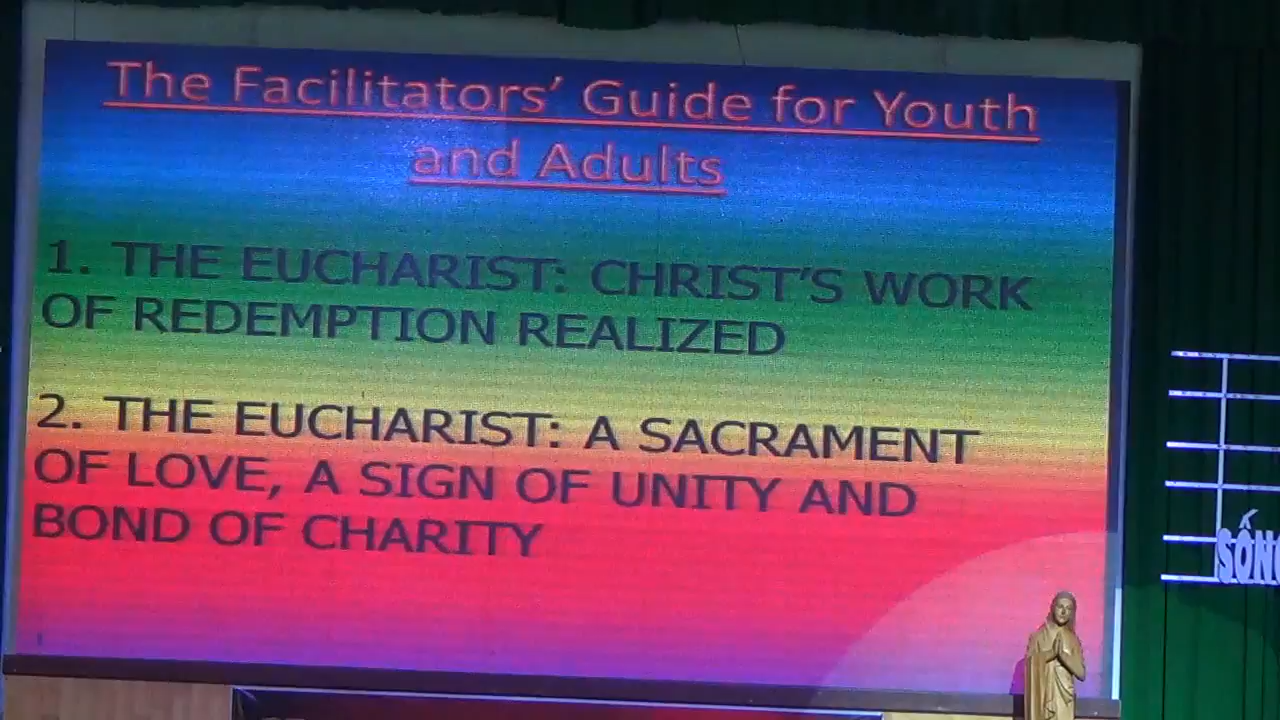 The Facilitators’ Guide for Youth
and Adults
1. THE EUCHARIST: CHRIST’S WORK
OF REDEMPTION REALIZED
2. THE EUCHARIST: A SACRAMENT
OF LOVE, A SIGN OF UNITY AND
BOND OF CHARITY